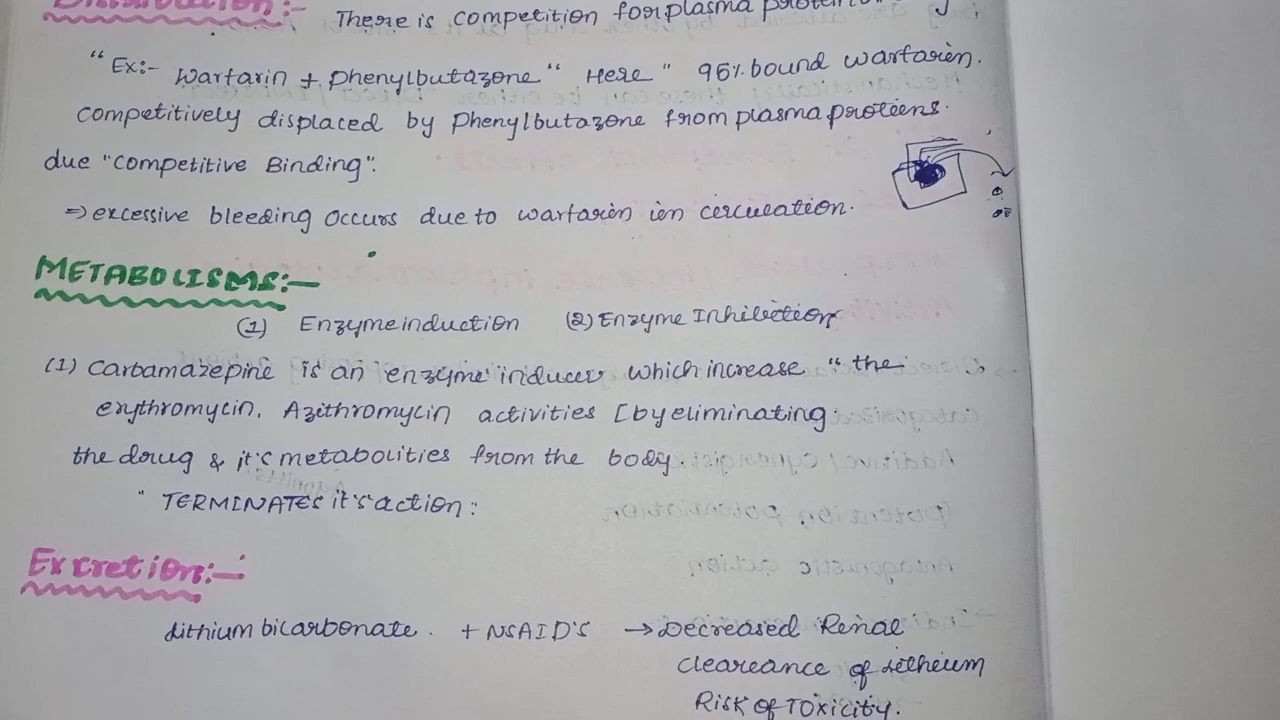 Distribution:-
There is competition for plasma protein
"Ex:- Warfarin + Phenylbutazone" Here " 96% bound warfarin.
competitively displaced by Phenylbutazone from plasma proteins.
due "competitive Binding".
⇒ excessive bleeding occurs due to warfarin in circulation.
METABOLISMS:-
(1) Enzyme induction (2) Enzyme Inhibition
(1) Carbamazepine is an enzyme inducer which increase "the
erythromycin, Azithromycin activities [by eliminating
the drug & it's metabolities from the body.
" TERMINATES it's action:
Excretion:-
Lithium bicarbonate. + NSAID'S → Decreased Renal
Cleareance of Lithium
Risk of Toxicity.